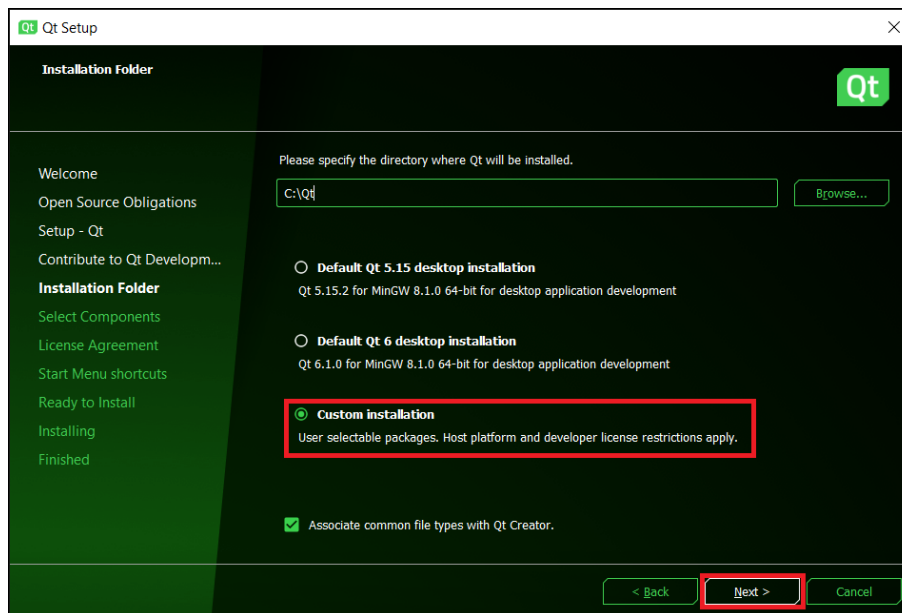 Qt Qt Setup
Installation Folder
Qt
Welcome
Open Source Obligations
Setup - Qt
Contribute to Qt Developm...
Installation Folder
Select Components
License Agreement
Start Menu shortcuts
Ready to Install
Installing
Finished
Please specify the directory where Qt will be installed.
C:\Qt
Browse...
Default Qt 5.15 desktop installation
Qt 5.15.2 for MinGW 8.1.0 64-bit for desktop application development
Default Qt 6 desktop installation
Qt 6.1.0 for MinGW 8.1.0 64-bit for desktop application development
Custom installation
User selectable packages. Host platform and developer license restrictions apply.
Associate common file types with Qt Creator.
< Back
Next >
Cancel